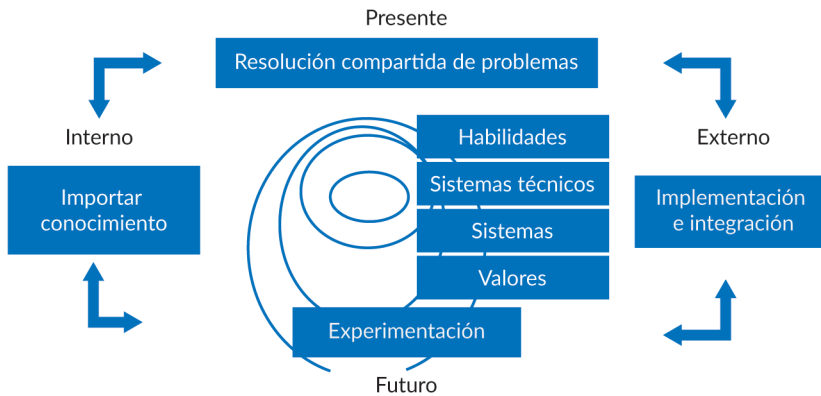 Presente
Resolución compartida de problemas
Interno
Habilidades
Externo
Importar
conocimiento
Sistemas técnicos
Implementación
e integración
Sistemas
Valores
Experimentación
Futuro